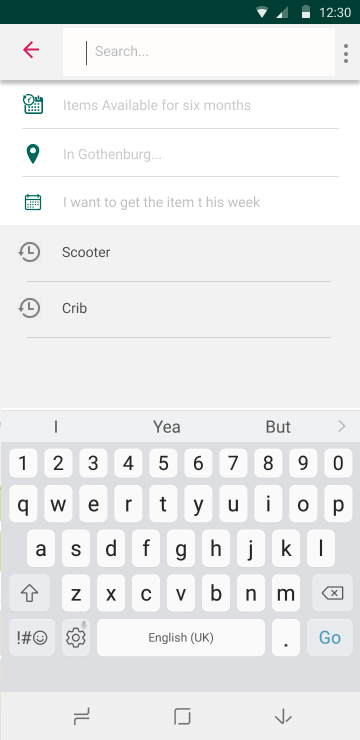 12:30
Search...
Items Available for six months
In Gothenburg...
I want to get the item t his week
Scooter
Crib
I Yea But
1 2 3 4 5 6 7 8 9 0
q w e r t y u i o p
a s d f g h j k l
z x c v b n m
!#☺ English (UK) . Go